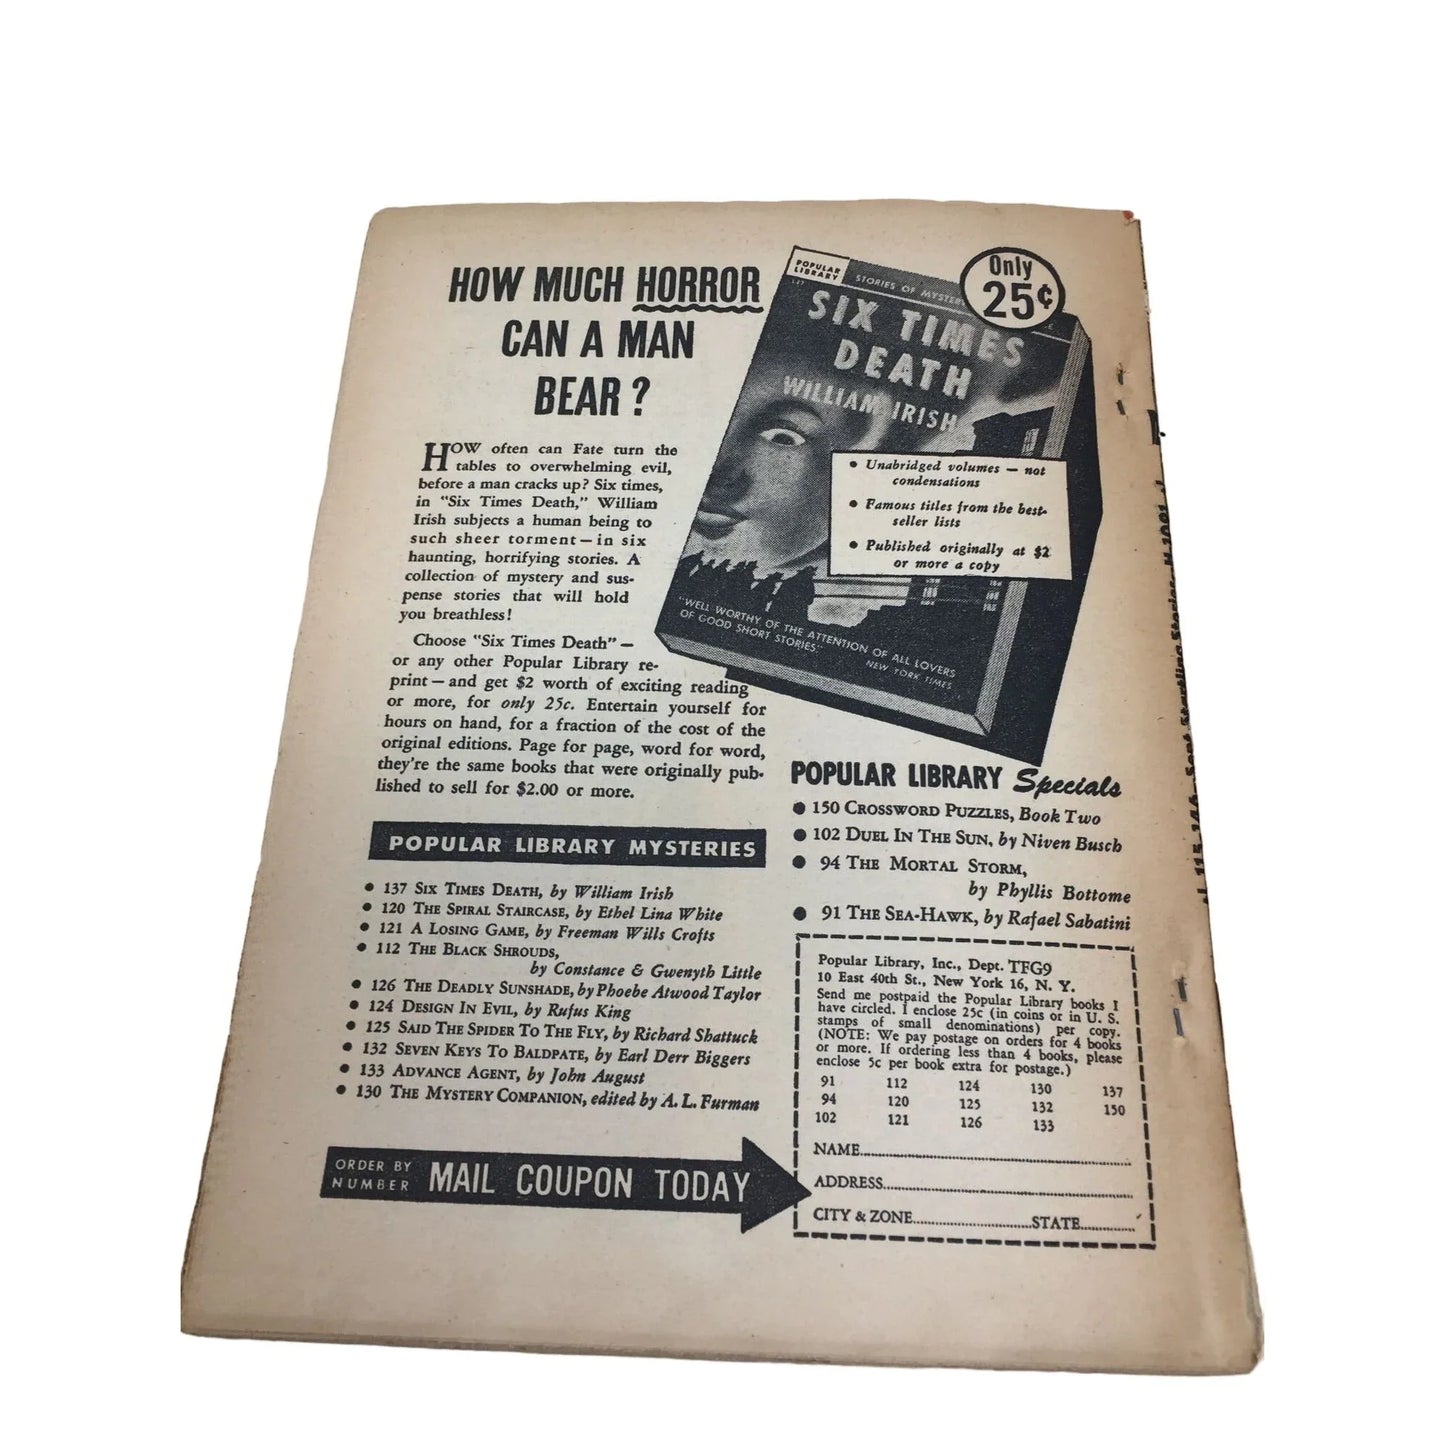 HOW MUCH HORROR
CAN A MAN
BEAR?
HOW often can Fate turn the
tables to overwhelming evil,
before a man cracks up? Six times,
in "Six Times Death," William
Irish subjects a human being to
such sheer torment — in six
haunting, horrifying stories. A
collection of mystery and sus-
pense stories that will hold
you breathless!
Choose "Six Times Death" —
or any other Popular Library re-
print — and get $2 worth of exciting reading
or more, for only 25c. Entertain yourself for
hours on hand, for a fraction of the cost of the
original editions. Page for page, word for word,
they're the same books that were originally pub-
lished to sell for $2.00 or more.
POPULAR LIBRARY MYSTERIES
• 137 SIX TIMES DEATH, by William Irish
• 120 THE SPIRAL STAIRCASE, by Ethel Lina White
• 121 A LOSING GAME, by Freeman Wills Crofts
• 112 THE BLACK SHROUDS,
by Constance & Gwenyth Little
• 126 THE DEADLY SUNSHADE, by Phoebe Atwood Taylor
• 124 DESIGN IN EVIL, by Rufus King
• 125 SAID THE SPIDER TO THE FLY, by Richard Shattuck
• 132 SEVEN KEYS TO BALDPATE, by Earl Derr Biggers
• 133 ADVANCE AGENT, by John August
• 130 THE MYSTERY COMPANION, edited by A. L. Furman
ORDER BY
NUMBER
MAIL COUPON TODAY
Only
25¢
POPULAR
LIBRARY
137
STORIES OF MYSTERY
SIX TIMES
DEATH
WILLIAM IRISH
• Unabridged volumes — not
condensations
• Famous titles from the best-
seller lists
• Published originally at $2
or more a copy
"WELL WORTHY OF THE ATTENTION OF ALL LOVERS
OF GOOD SHORT STORIES"
NEW YORK TIMES
POPULAR LIBRARY Specials
• 150 CROSSWORD PUZZLES, Book Two
• 102 DUEL IN THE SUN, by Niven Busch
• 94 THE MORTAL STORM,
by Phyllis Bottome
• 91 THE SEA-HAWK, by Rafael Sabatini
Popular Library, Inc., Dept. TFG9
10 East 40th St., New York 16, N. Y.
Send me postpaid the Popular Library books I
have circled. I enclose 25c (in coins or in U. S.
stamps of small denominations) per copy.
(NOTE: We pay postage on orders for 4 books
or more. If ordering less than 4 books, please
enclose 5c per book extra for postage.)
91 112 124 130 137
94 120 125 132 150
102 121 126 133
NAME
ADDRESS
CITY & ZONE STATE
Sept Startling Stories